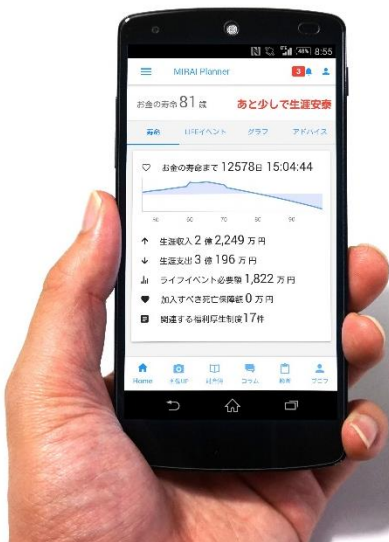 48% 8:55
MIRAI Planner
3
お金の寿命 81 歳 あと少しで生涯安泰
寿命 LIFEイベント グラフ アドバイス
お金の寿命まで 12578日 15:04:44
60 70 80 90
生涯収入 2 億 2,249 万 円
生涯支出 3 億 196 万 円
ライフイベント必要額 1,822 万 円
加入すべき死亡保障額 0 万 円
関連する福利厚生制度 17件
Home コラム